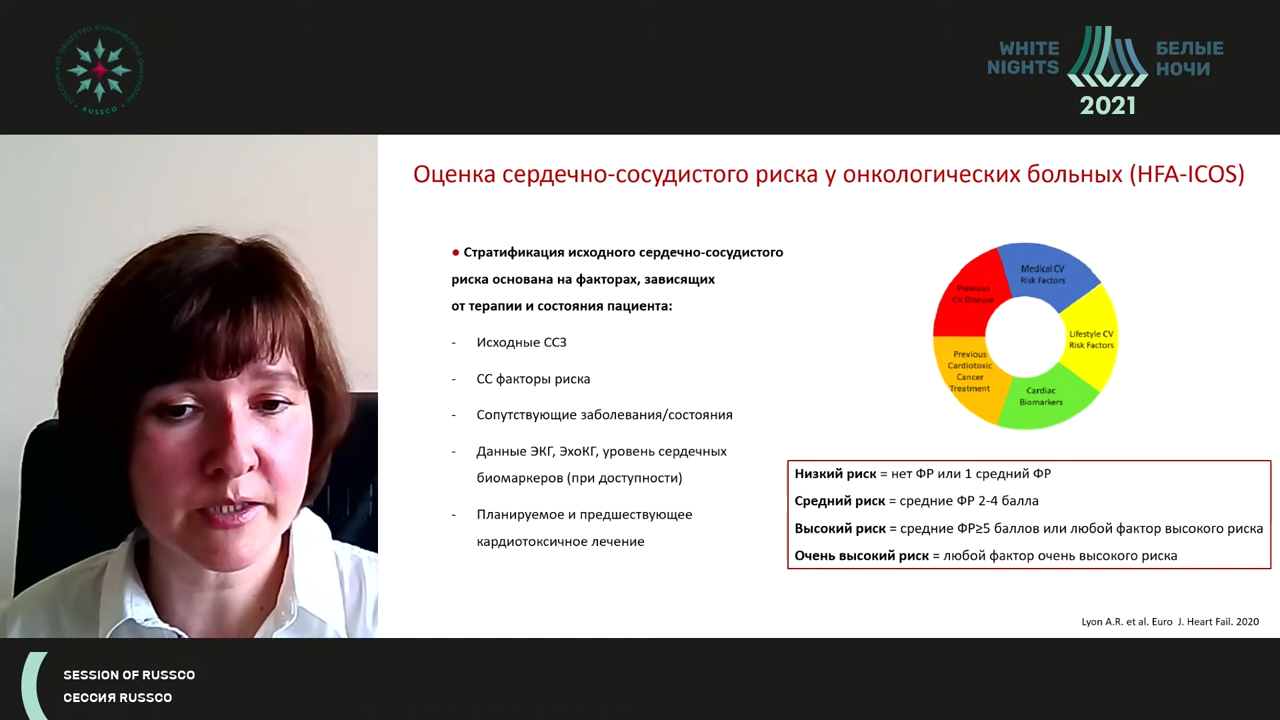 РОССИЙСКОЕ ОБЩЕСТВО КЛИНИЧЕСКОЙ ОНКОЛОГИИ
RUSSCO
WHITE
NIGHTS
БЕЛЫЕ
НОЧИ
2021
Оценка сердечно-сосудистого риска у онкологических больных (HFA-ICOS)
● Стратификация исходного сердечно-сосудистого
риска основана на факторах, зависящих
от терапии и состояния пациента:
- Исходные ССЗ
- СС факторы риска
- Сопутствующие заболевания/состояния
- Данные ЭКГ, ЭхоКГ, уровень сердечных
биомаркеров (при доступности)
- Планируемое и предшествующее
кардиотоксичное лечение
Medical CV
Risk Factors
Previous
CV Disease
Lifestyle CV
Risk Factors
Previous
Cardiotoxic
Cancer
Treatment
Cardiac
Biomarkers
Низкий риск = нет ФР или 1 средний ФР
Средний риск = средние ФР 2-4 балла
Высокий риск = средние ФР≥5 баллов или любой фактор высокого риска
Очень высокий риск = любой фактор очень высокого риска
Lyon A.R. et al. Euro J. Heart Fail. 2020
SESSION OF RUSSCO
СЕССИЯ RUSSCO